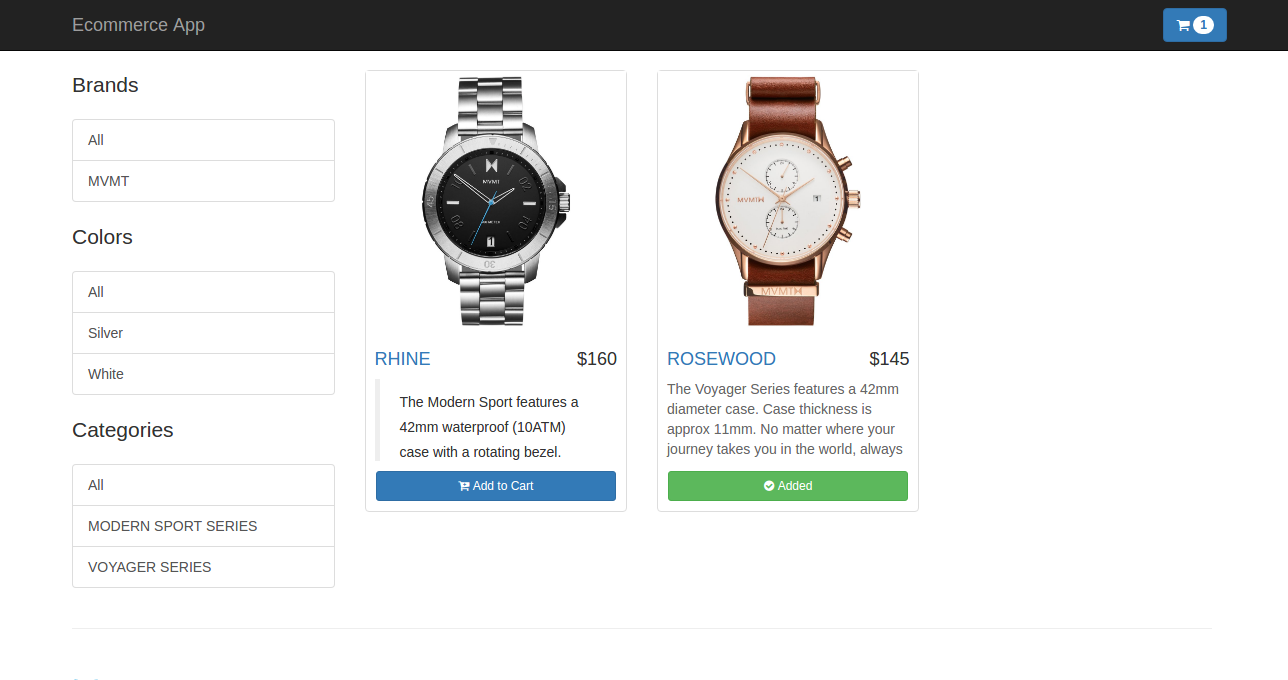 Ecommerce App
1
Brands
All
MVMT
Colors
All
Silver
White
Categories
All
MODERN SPORT SERIES
VOYAGER SERIES
MVMT
RHINE $160
The Modern Sport features a
42mm waterproof (10ATM)
case with a rotating bezel.
Add to Cart
MVMT
1
MVMT
ROSEWOOD $145
The Voyager Series features a 42mm
diameter case. Case thickness is
approx 11mm. No matter where your
journey takes you in the world, always
Added